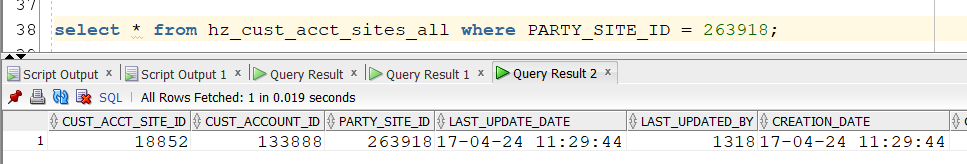 37
38 select * from hz_cust_acct_sites_all where PARTY_SITE_ID = 263918;
Script Output × Script Output 1 × Query Result × Query Result 1 × Query Result 2 ×
SQL | All Rows Fetched: 1 in 0.019 seconds
CUST_ACCT_SITE_ID CUST_ACCOUNT_ID PARTY_SITE_ID LAST_UPDATE_DATE LAST_UPDATED_BY CREATION_DATE
1 18852 133888 263918 17-04-24 11:29:44 1318 17-04-24 11:29:44